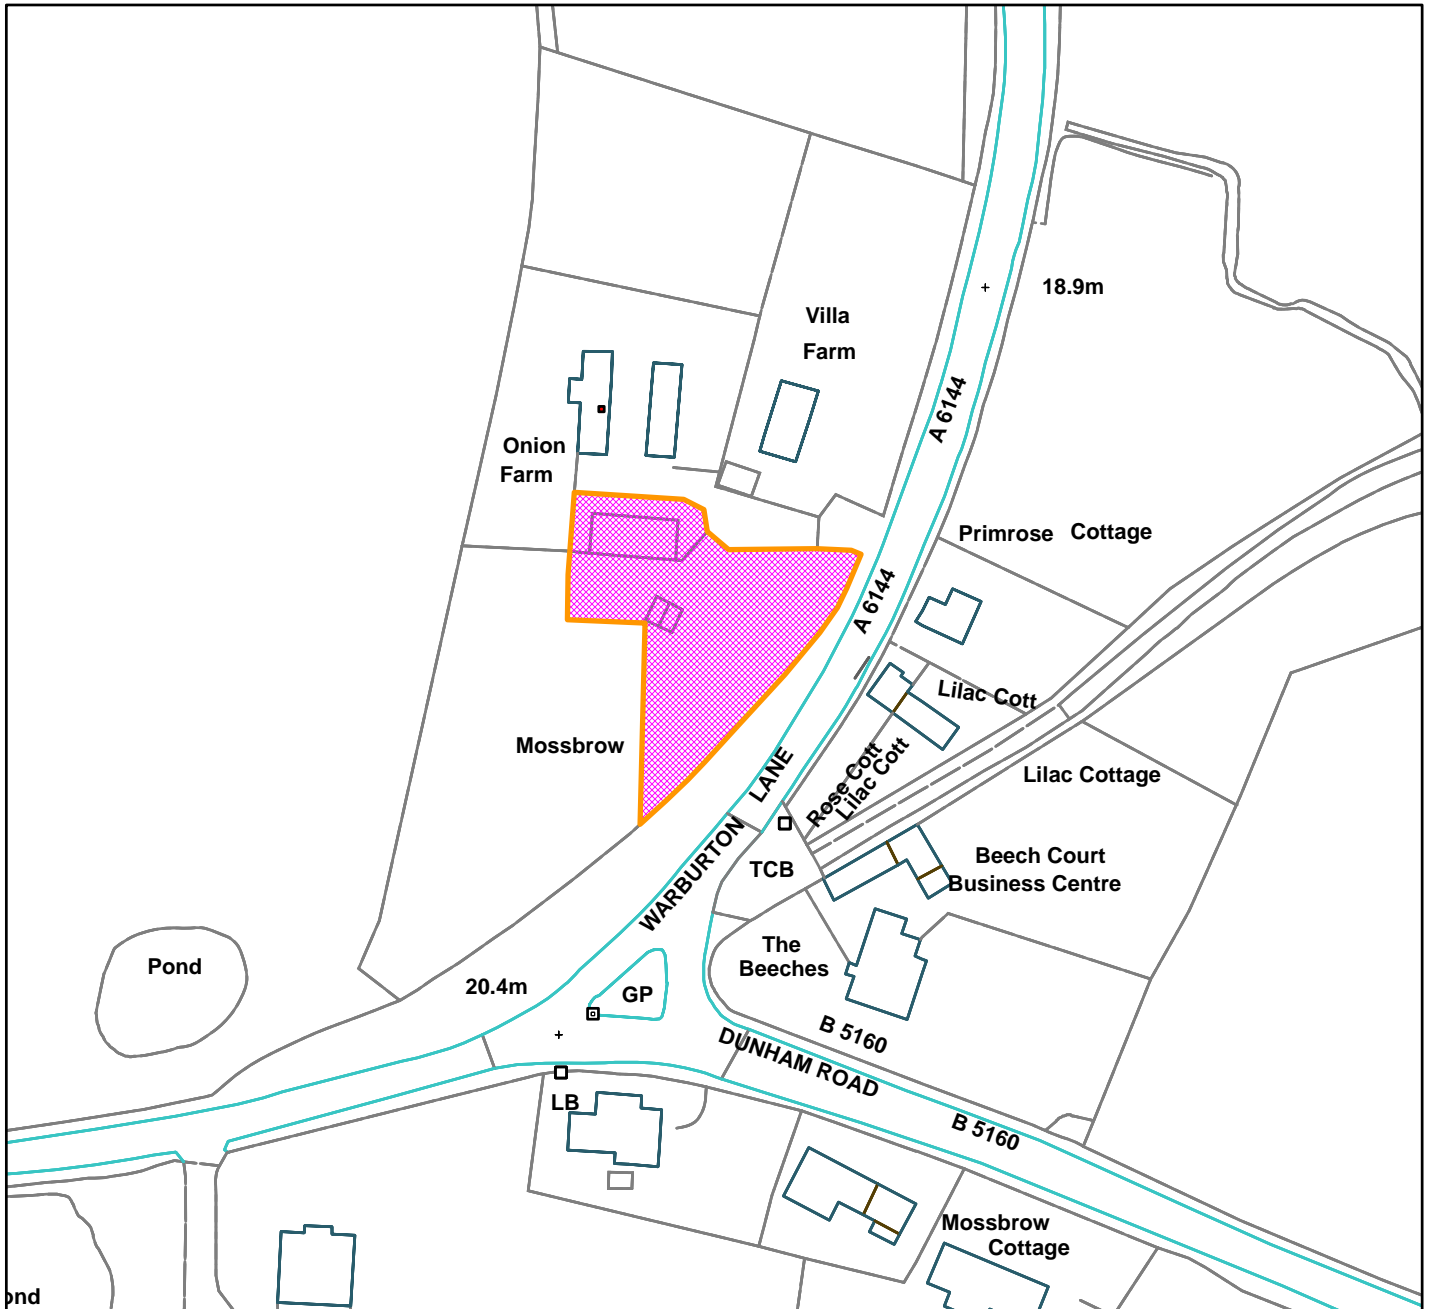 18.9m
Villa
Farm
A 6144
Onion
Farm
Primrose Cottage
A 6144
Lilac Cott
Mossbrow
Rose Cott
Lilac Cott
Lilac Cottage
WARBURTON LANE
TCB
Beech Court
Business Centre
The
Beeches
Pond
20.4m
GP
B 5160
DUNHAM ROAD
LB
B 5160
Mossbrow
Cottage
ond